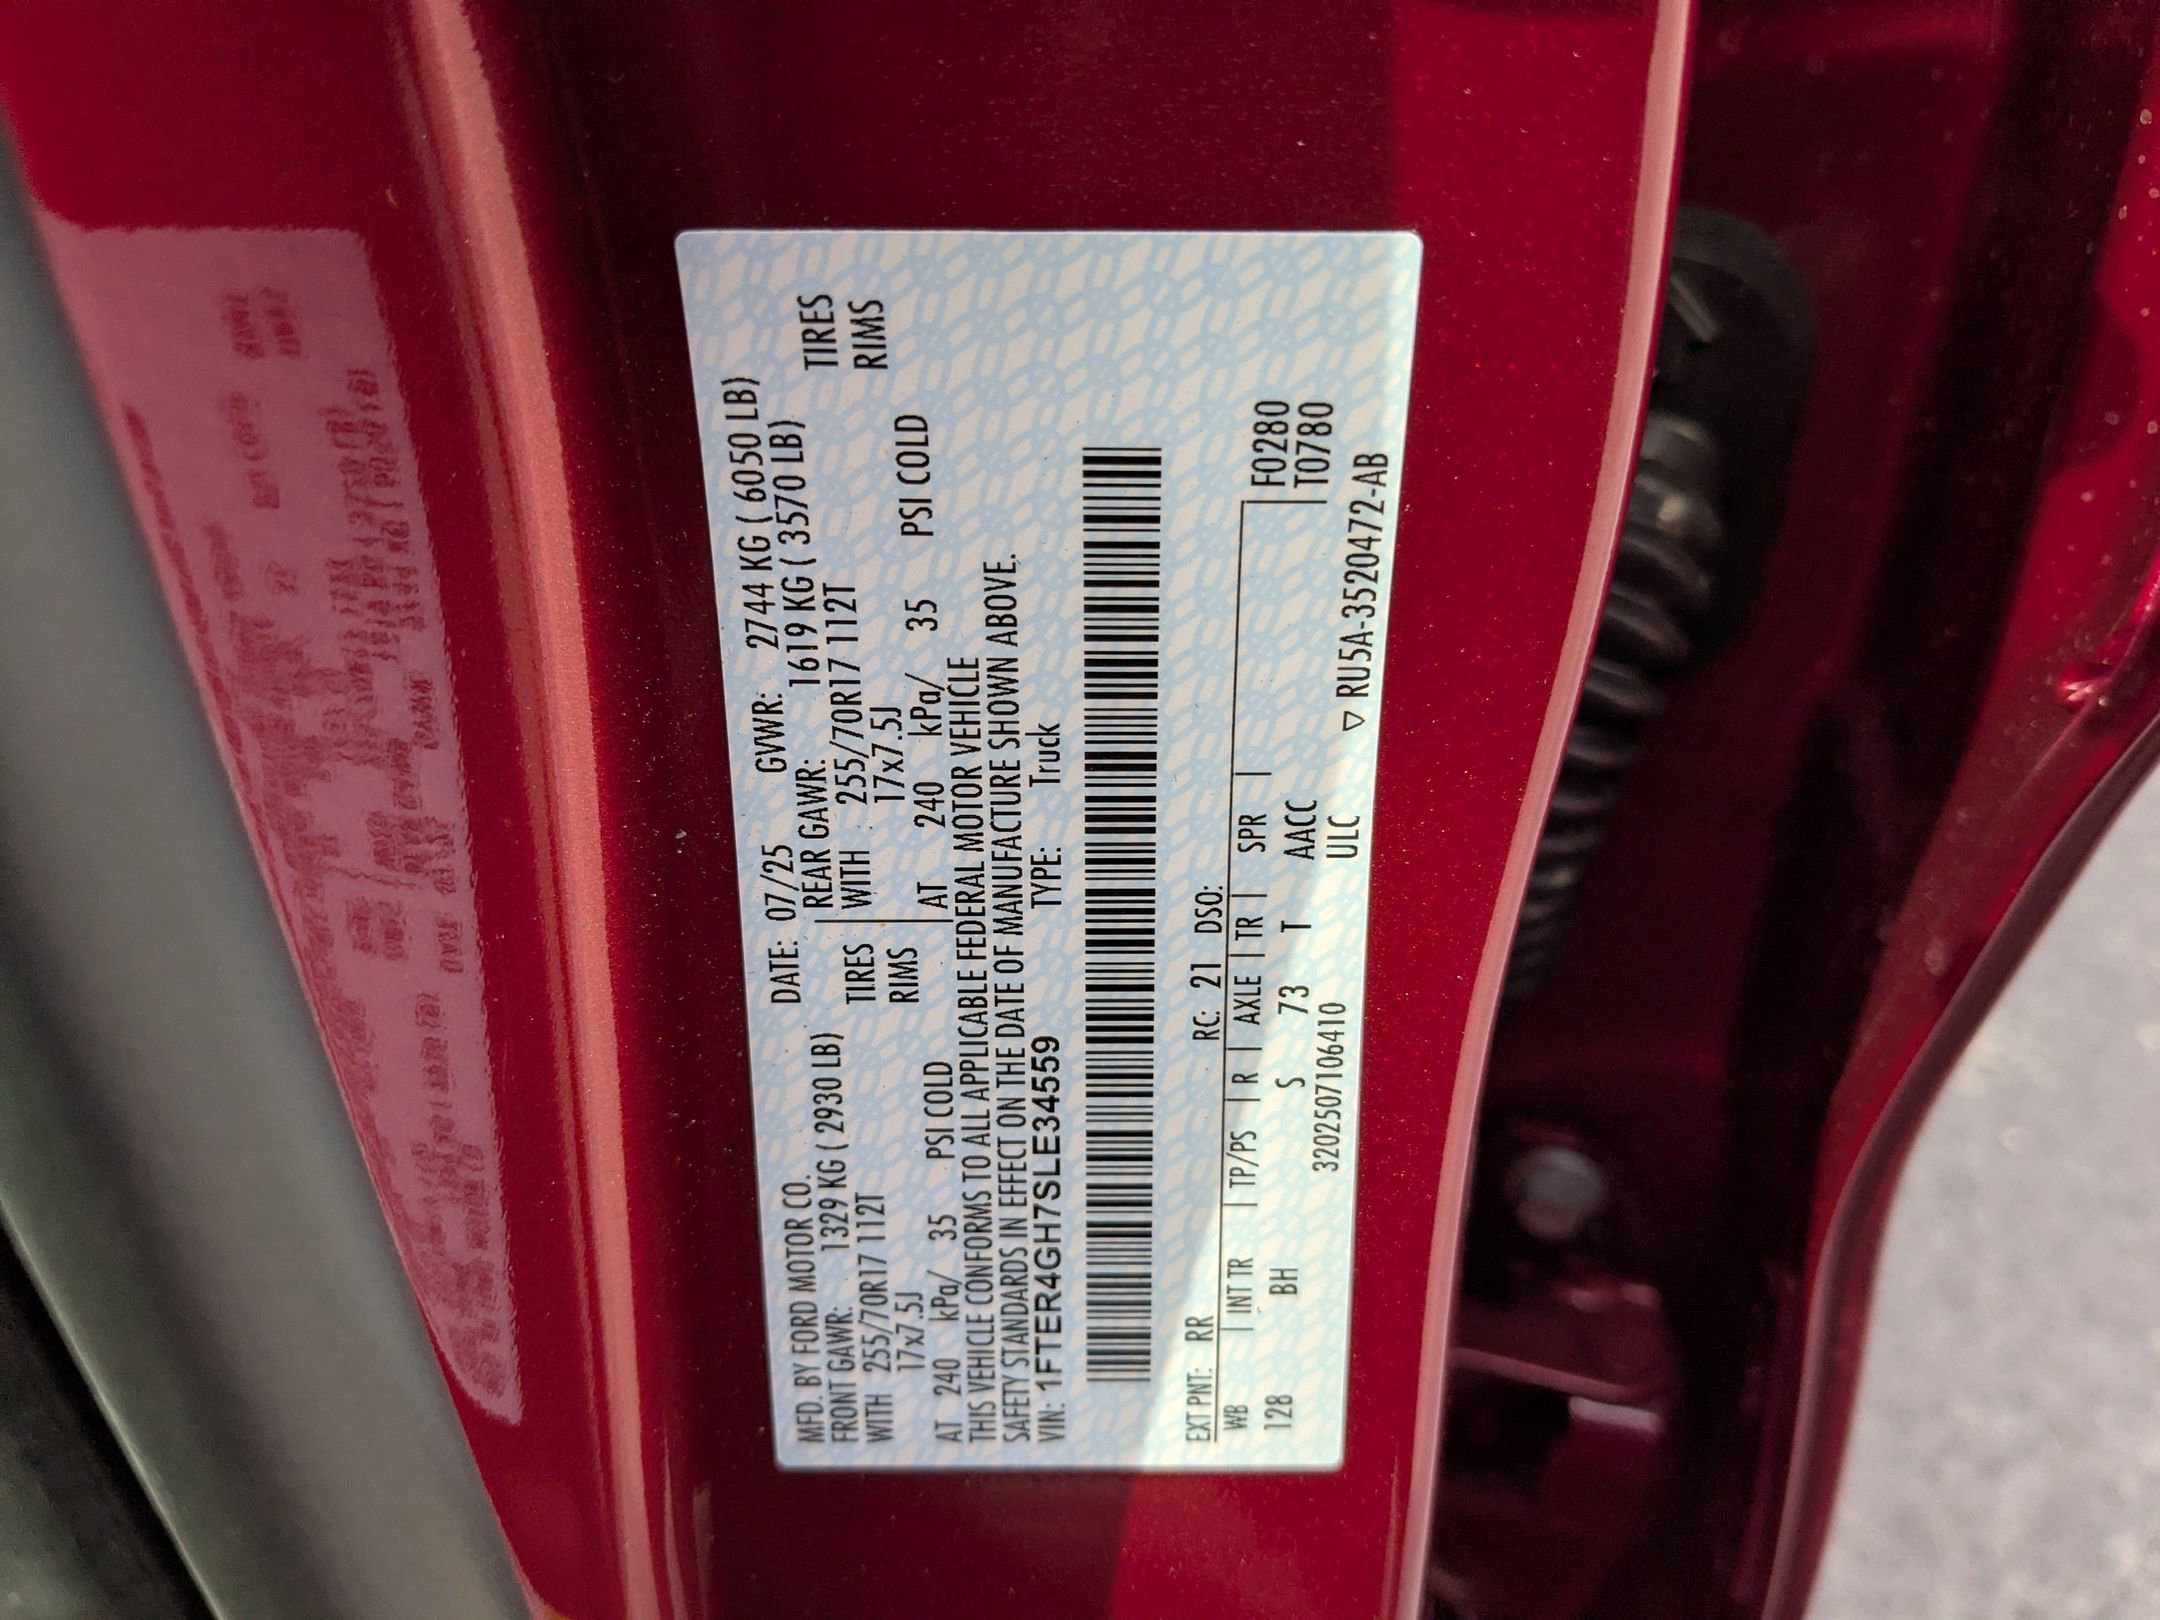 MFD. BY FORD MOTOR CO. DATE: 07/25 GVWR: 2744 KG ( 6050 LB)
FRONT GAWR: 1329 KG ( 2930 LB) REAR GAWR: 1619 KG ( 3570 LB)
WITH 255/70R17 112T TIRES WITH 255/70R17 112T TIRES
17x7.5J RIMS 17x7.5J RIMS
AT 240 kPa/ 35 PSI COLD AT 240 kPa/ 35 PSI COLD
THIS VEHICLE CONFORMS TO ALL APPLICABLE FEDERAL MOTOR VEHICLE
SAFETY STANDARDS IN EFFECT ON THE DATE OF MANUFACTURE SHOWN ABOVE.
VIN: 1FTER4GH7SLE34559 TYPE: Truck
EXT PNT: RR RC: 21 DSO:
WB | INT TR | TP/PS | R | AXLE | TR | SPR | F0280
128 BH S 73 T AACC T0780
3202507106410 ULC ▽ RU5A-3520472-AB